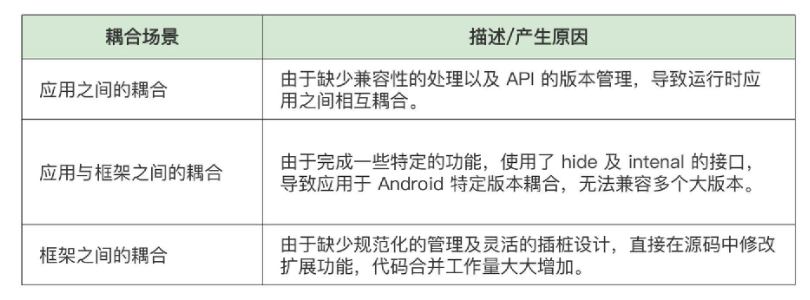 耦合场景
描述/产生原因
应用之间的耦合
由于缺少兼容性的处理以及 API 的版本管理，导致运行时应
用之间相互耦合。
应用与框架之间的耦合
由于完成一些特定的功能，使用了 hide 及 intenal 的接口，
导致应用于 Android 特定版本耦合，无法兼容多个大版本。
框架之间的耦合
由于缺少规范化的管理及灵活的插桩设计，直接在源码中修改
扩展功能，代码合并工作量大大增加。